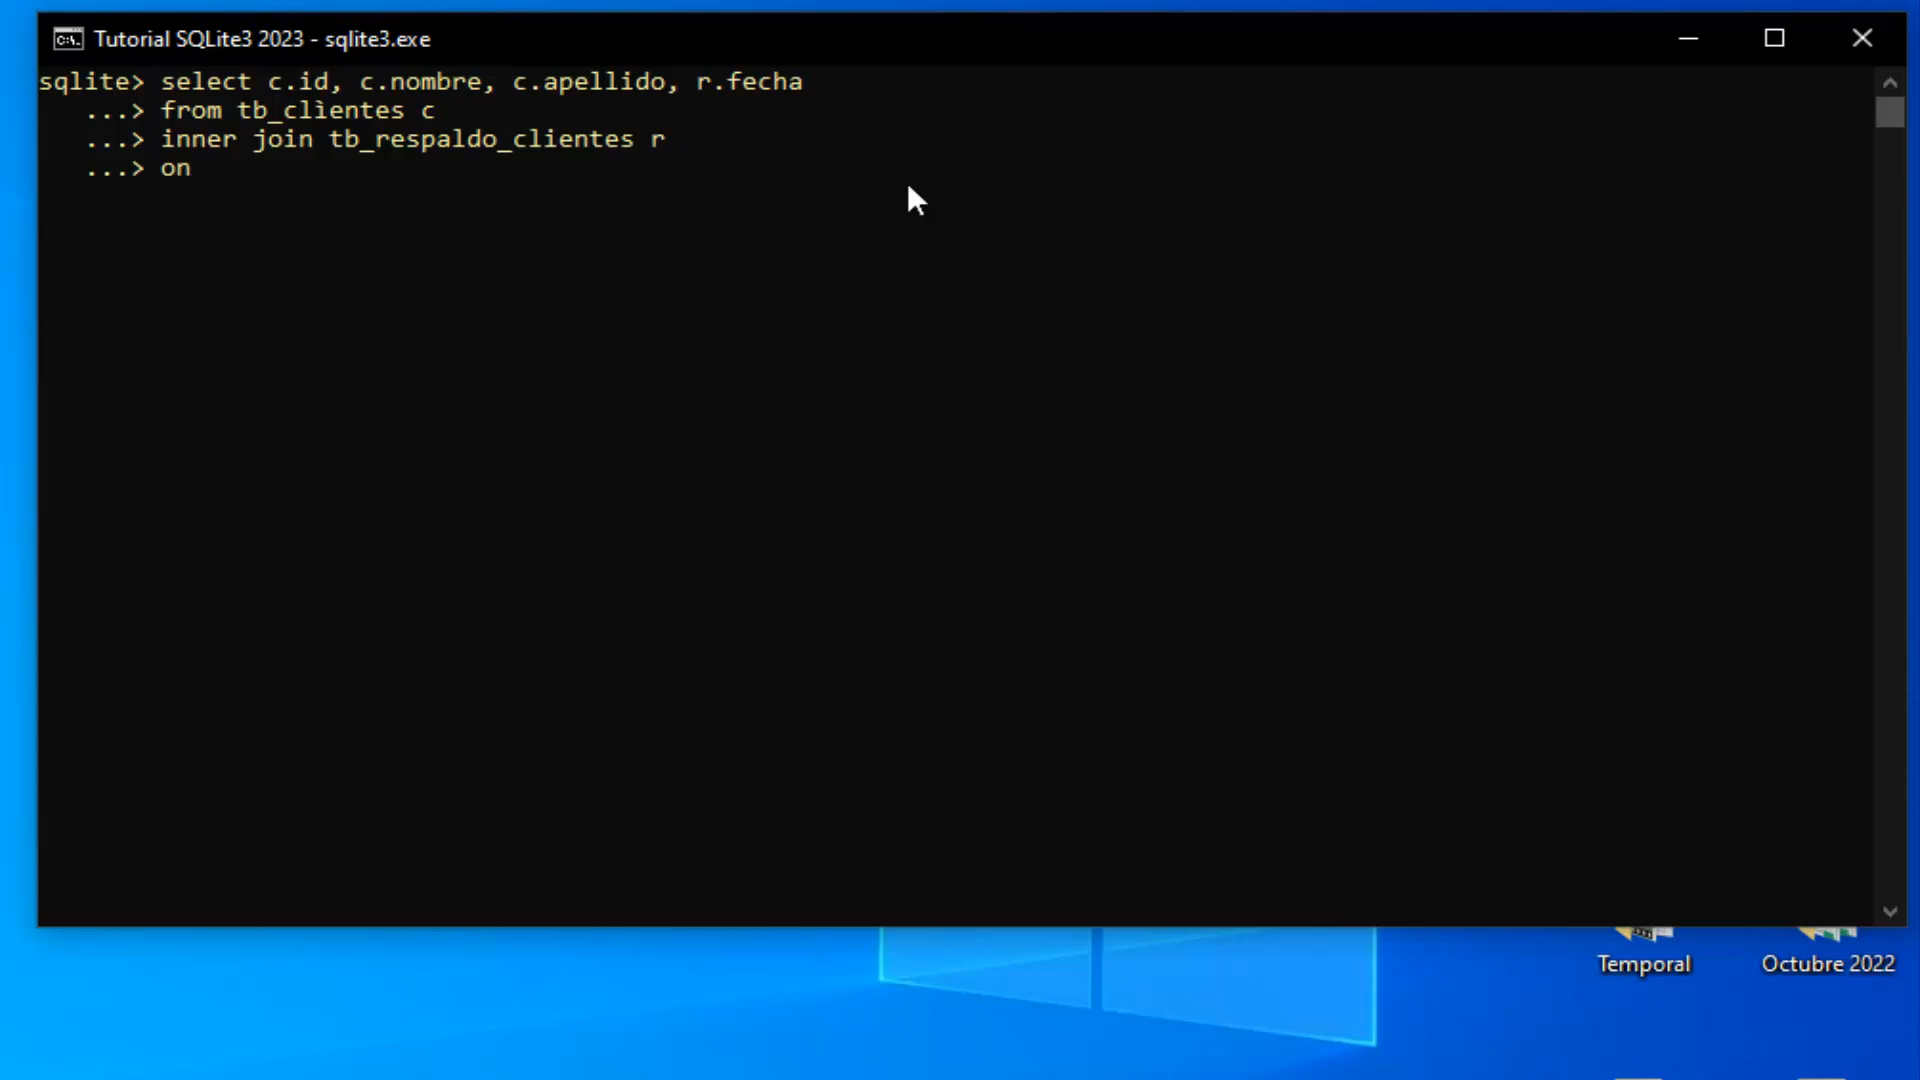 Tutorial SQLite3 2023 - sqlite3.exe
sqlite> select c.id, c.nombre, c.apellido, r.fecha
...> from tb_clientes c
...> inner join tb_respaldo_clientes r
...> on
Temporal
Octubre 2022